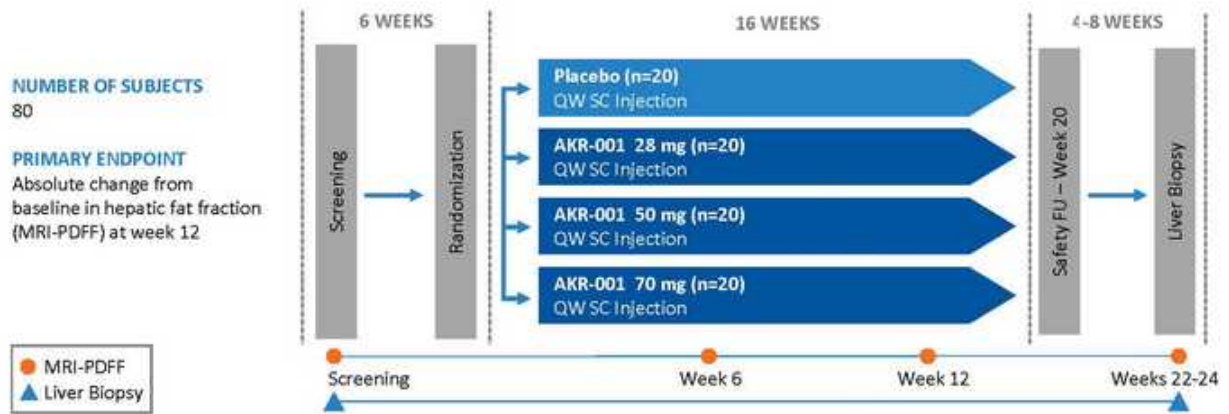 6 WEEKS
16 WEEKS
4-8 WEEKS
NUMBER OF SUBJECTS
80
PRIMARY ENDPOINT
Absolute change from
baseline in hepatic fat fraction
(MRI-PDFF) at week 12
Screening
Randomization
Placebo (n=20)
QW SC Injection
AKR-001 28 mg (n=20)
QW SC Injection
AKR-001 50 mg (n=20)
QW SC Injection
AKR-001 70 mg (n=20)
QW SC Injection
Safety FU – Week 20
Liver Biopsy
MRI-PDFF
Liver Biopsy
Screening
Week 6
Week 12
Weeks 22-24